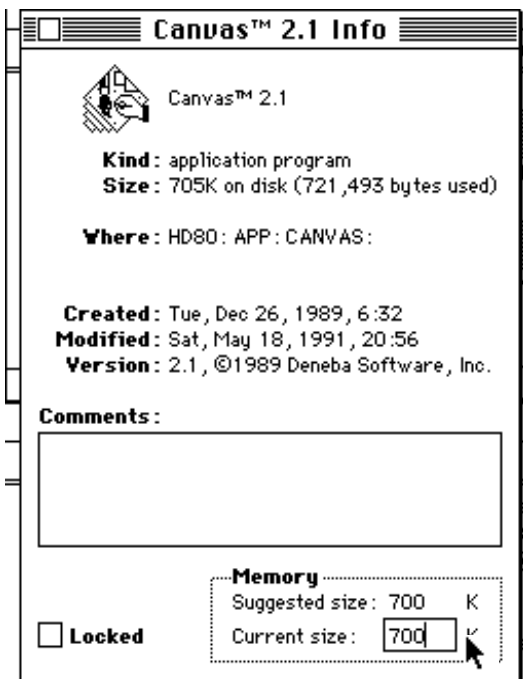 Canvas™ 2.1 Info
Canvas™ 2.1
Kind: application program
Size: 705K on disk (721,493 bytes used)
Where: HD80: APP: CANVAS:
Created: Tue, Dec 26, 1989, 6:32
Modified: Sat, May 18, 1991, 20:56
Version: 2.1, ©1989 Deneba Software, Inc.
Comments:
Memory
Suggested size: 700 K
Locked Current size: 700 K